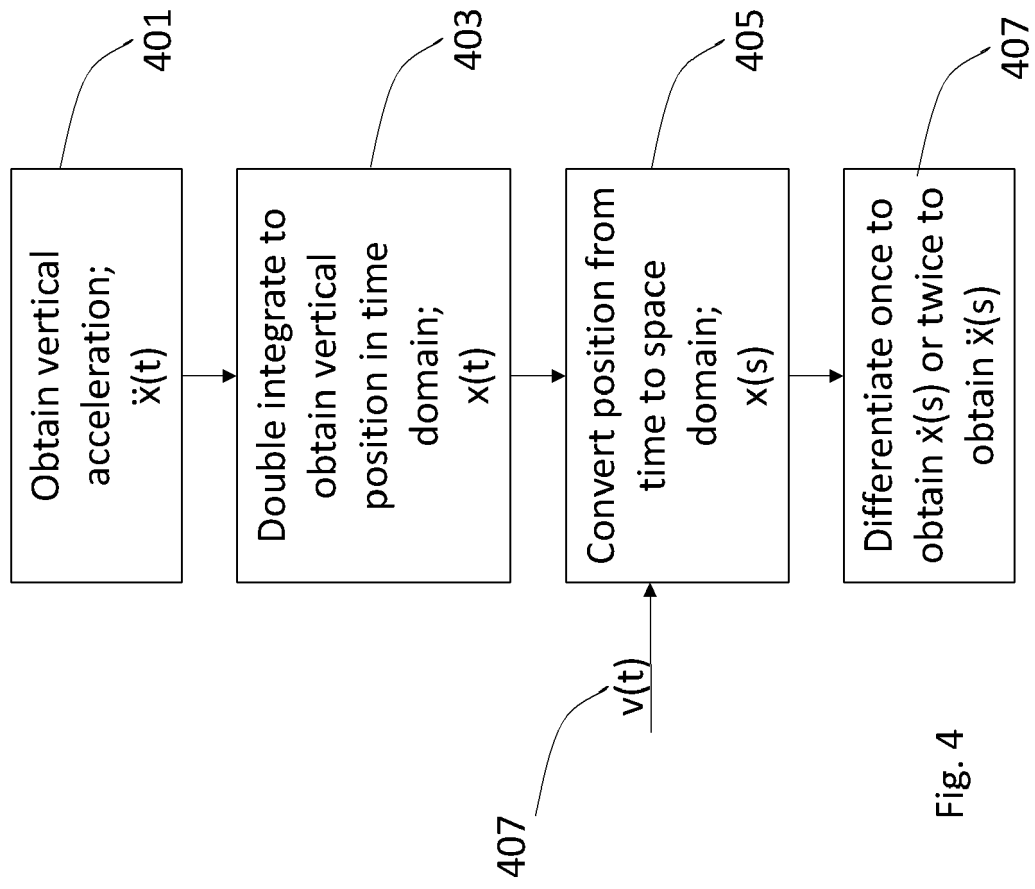 Obtain vertical
acceleration;
ẍ(t)
401
Double integrate to
obtain vertical
position in time
domain;
x(t)
403
Convert position from
time to space
domain;
x(s)
405
v(t)
407
Differentiate once to
obtain ẋ(s) or twice to
obtain ẍ(s)
407
Fig. 4